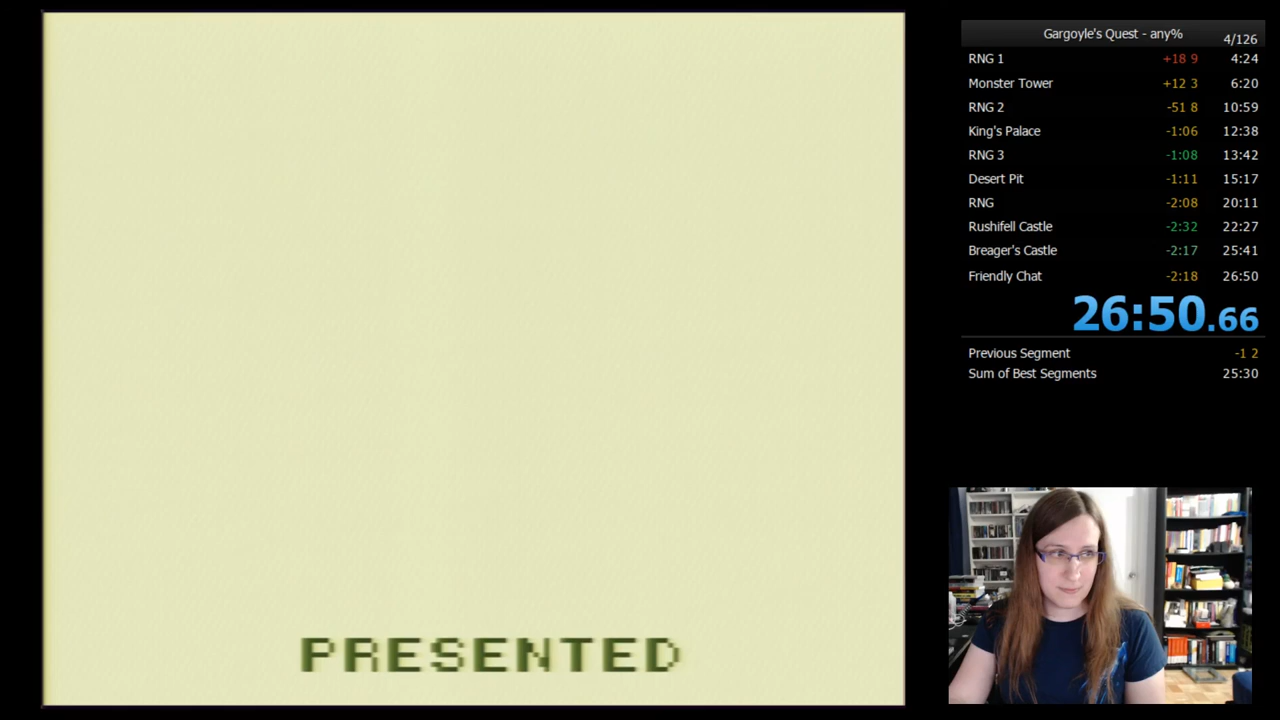 Gargoyle's Quest - any%
4/126
RNG 1 +18 9 4:24
Monster Tower +12 3 6:20
RNG 2 -51 8 10:59
King's Palace -1:06 12:38
RNG 3 -1:08 13:42
Desert Pit -1:11 15:17
RNG -2:08 20:11
Rushifell Castle -2:32 22:27
Breager's Castle -2:17 25:41
Friendly Chat -2:18 26:50
26:50.66
Previous Segment -1 2
Sum of Best Segments 25:30
PRESENTED